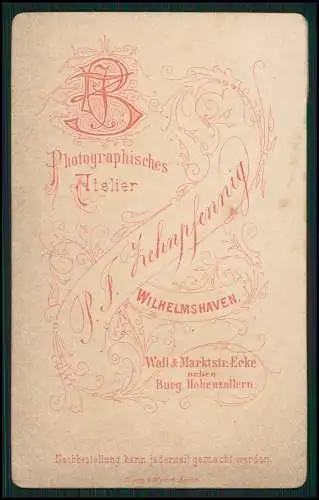 Photographisches
Atelier
P. F. Zehnpfennig
WILHELMSHAVEN.
Wall & Marktstr. Ecke
neben
Burg Hohenzollern
Nachbestellung kann jederzeit gemacht werden.